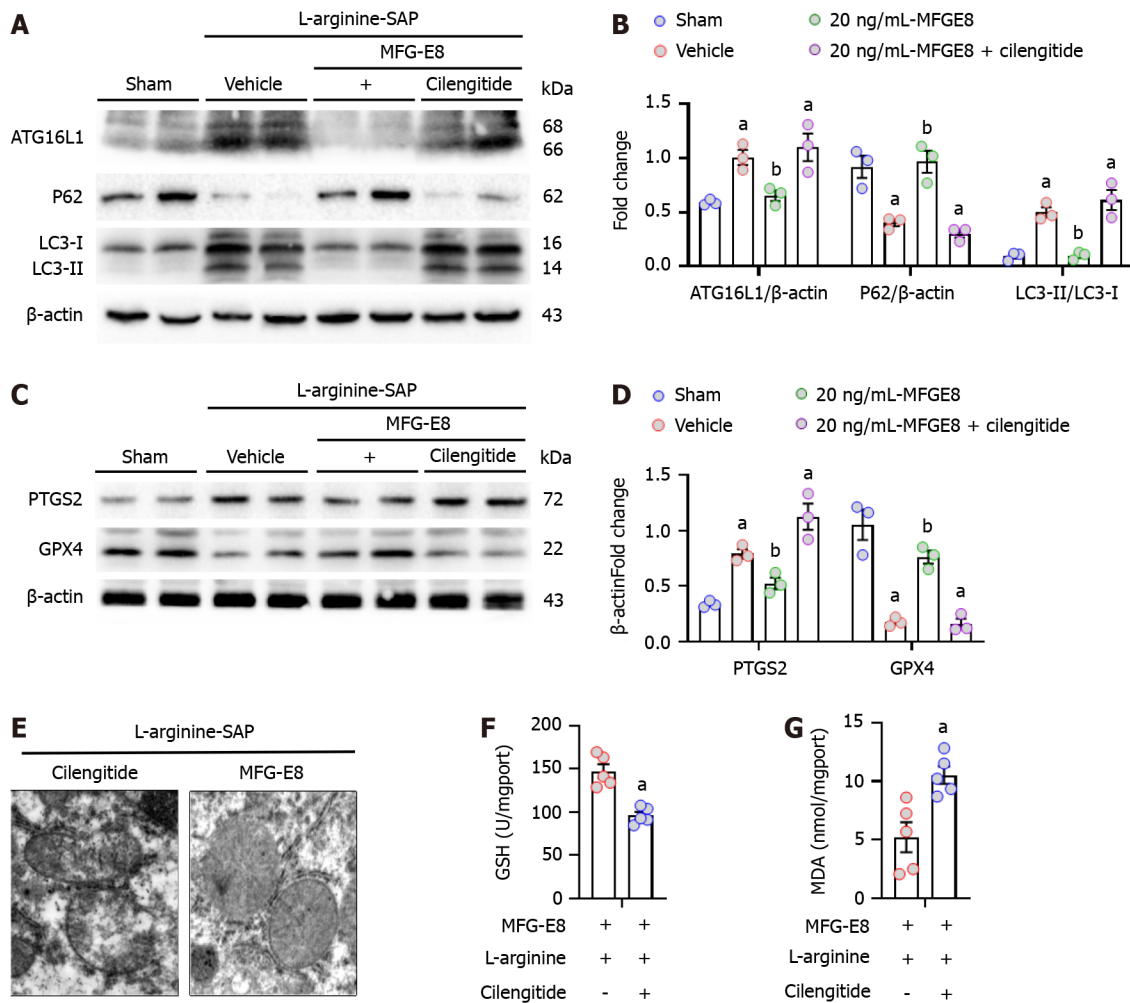 A
L-arginine-SAP
MFG-E8
Sham Vehicle + Cilengitide kDa
ATG16L1 68
66
P62 62
LC3-I 16
LC3-II 14
β-actin 43
B
Sham 20 ng/mL-MFGE8
Vehicle 20 ng/mL-MFGE8 + cilengitide
Fold change
1.5
1.0
0.5
0.0
a b a a b a a b a
ATG16L1/β-actin P62/β-actin LC3-II/LC3-I
C
L-arginine-SAP
MFG-E8
Sham Vehicle + Cilengitide kDa
PTGS2 72
GPX4 22
β-actin 43
D
Sham 20 ng/mL-MFGE8
Vehicle 20 ng/mL-MFGE8 + cilengitide
β-actinFold change
1.5
1.0
0.5
0.0
a b a a b a
PTGS2 GPX4
E
L-arginine-SAP
Cilengitide MFG-E8
F
GSH (U/mgport)
200
150
100
50
0
a
MFG-E8 + +
L-arginine + +
Cilengitide - +
G
MDA (nmol/mgport)
15
10
5
0
a
MFG-E8 + +
L-arginine + +
Cilengitide - +